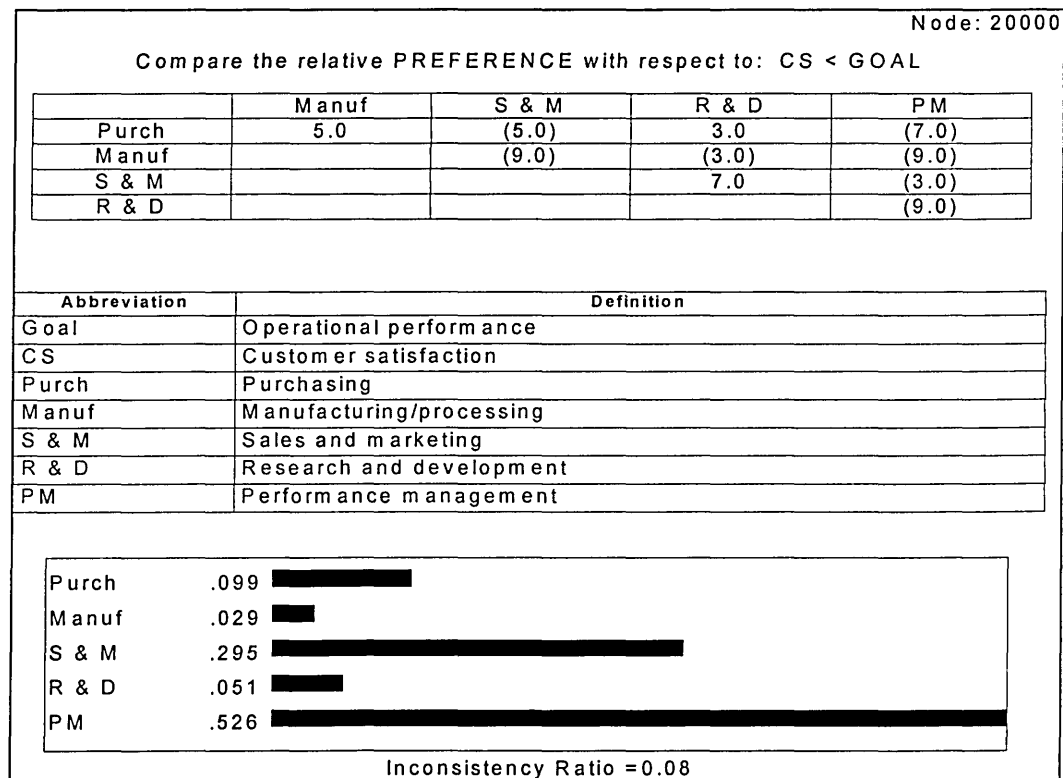 Node: 20000
Compare the relative PREFERENCE with respect to: CS < GOAL
Manuf S & M R & D PM
Purch 5.0 (5.0) 3.0 (7.0)
Manuf (9.0) (3.0) (9.0)
S & M 7.0 (3.0)
R & D (9.0)
Abbreviation Definition
Goal Operational performance
CS Customer satisfaction
Purch Purchasing
Manuf Manufacturing/processing
S & M Sales and marketing
R & D Research and development
PM Performance management
Purch .099
Manuf .029
S & M .295
R & D .051
PM .526
Inconsistency Ratio =0.08